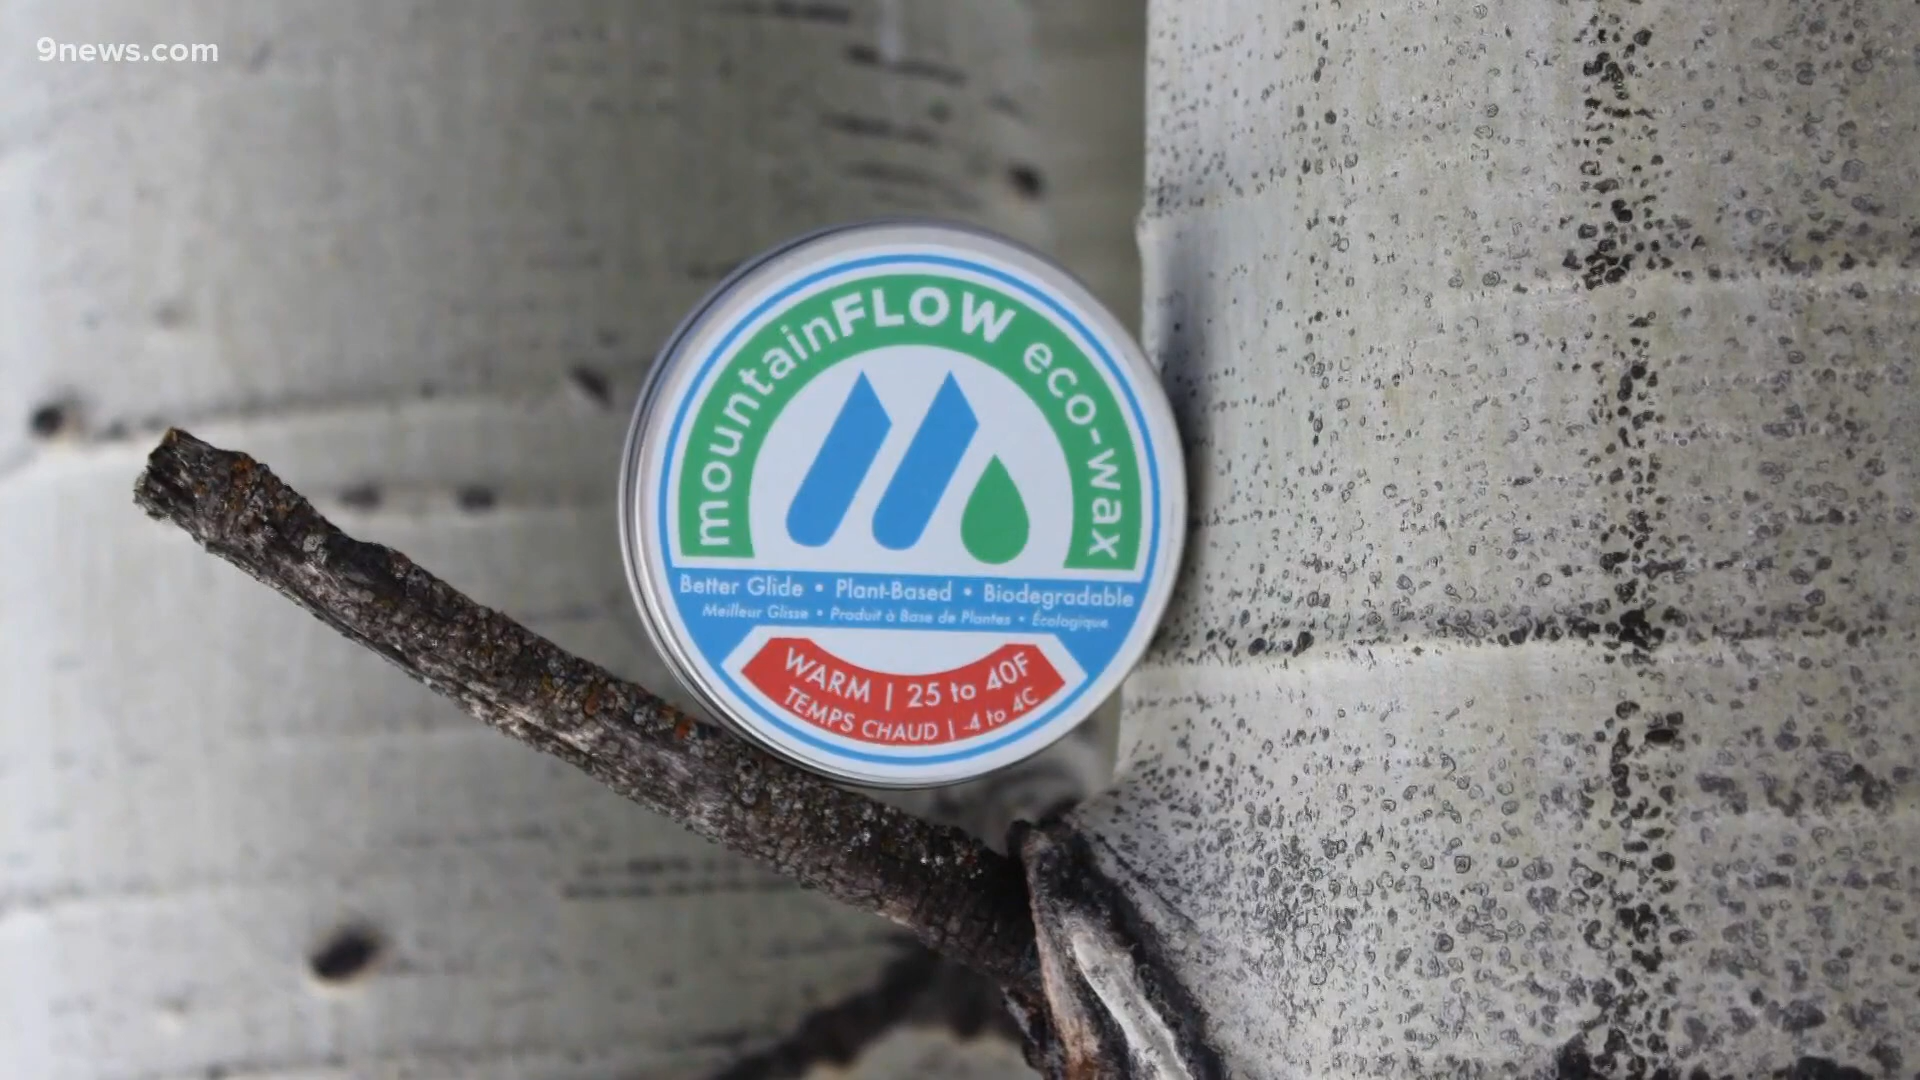 9news.com
mountainFLOW eco-wax
Better Glide • Plant-Based • Biodegradable
Meilleur Glisse • Produit à Base de Plantes • Écologique
WARM | 25 to 40F
TEMPS CHAUD | -4 to 4C